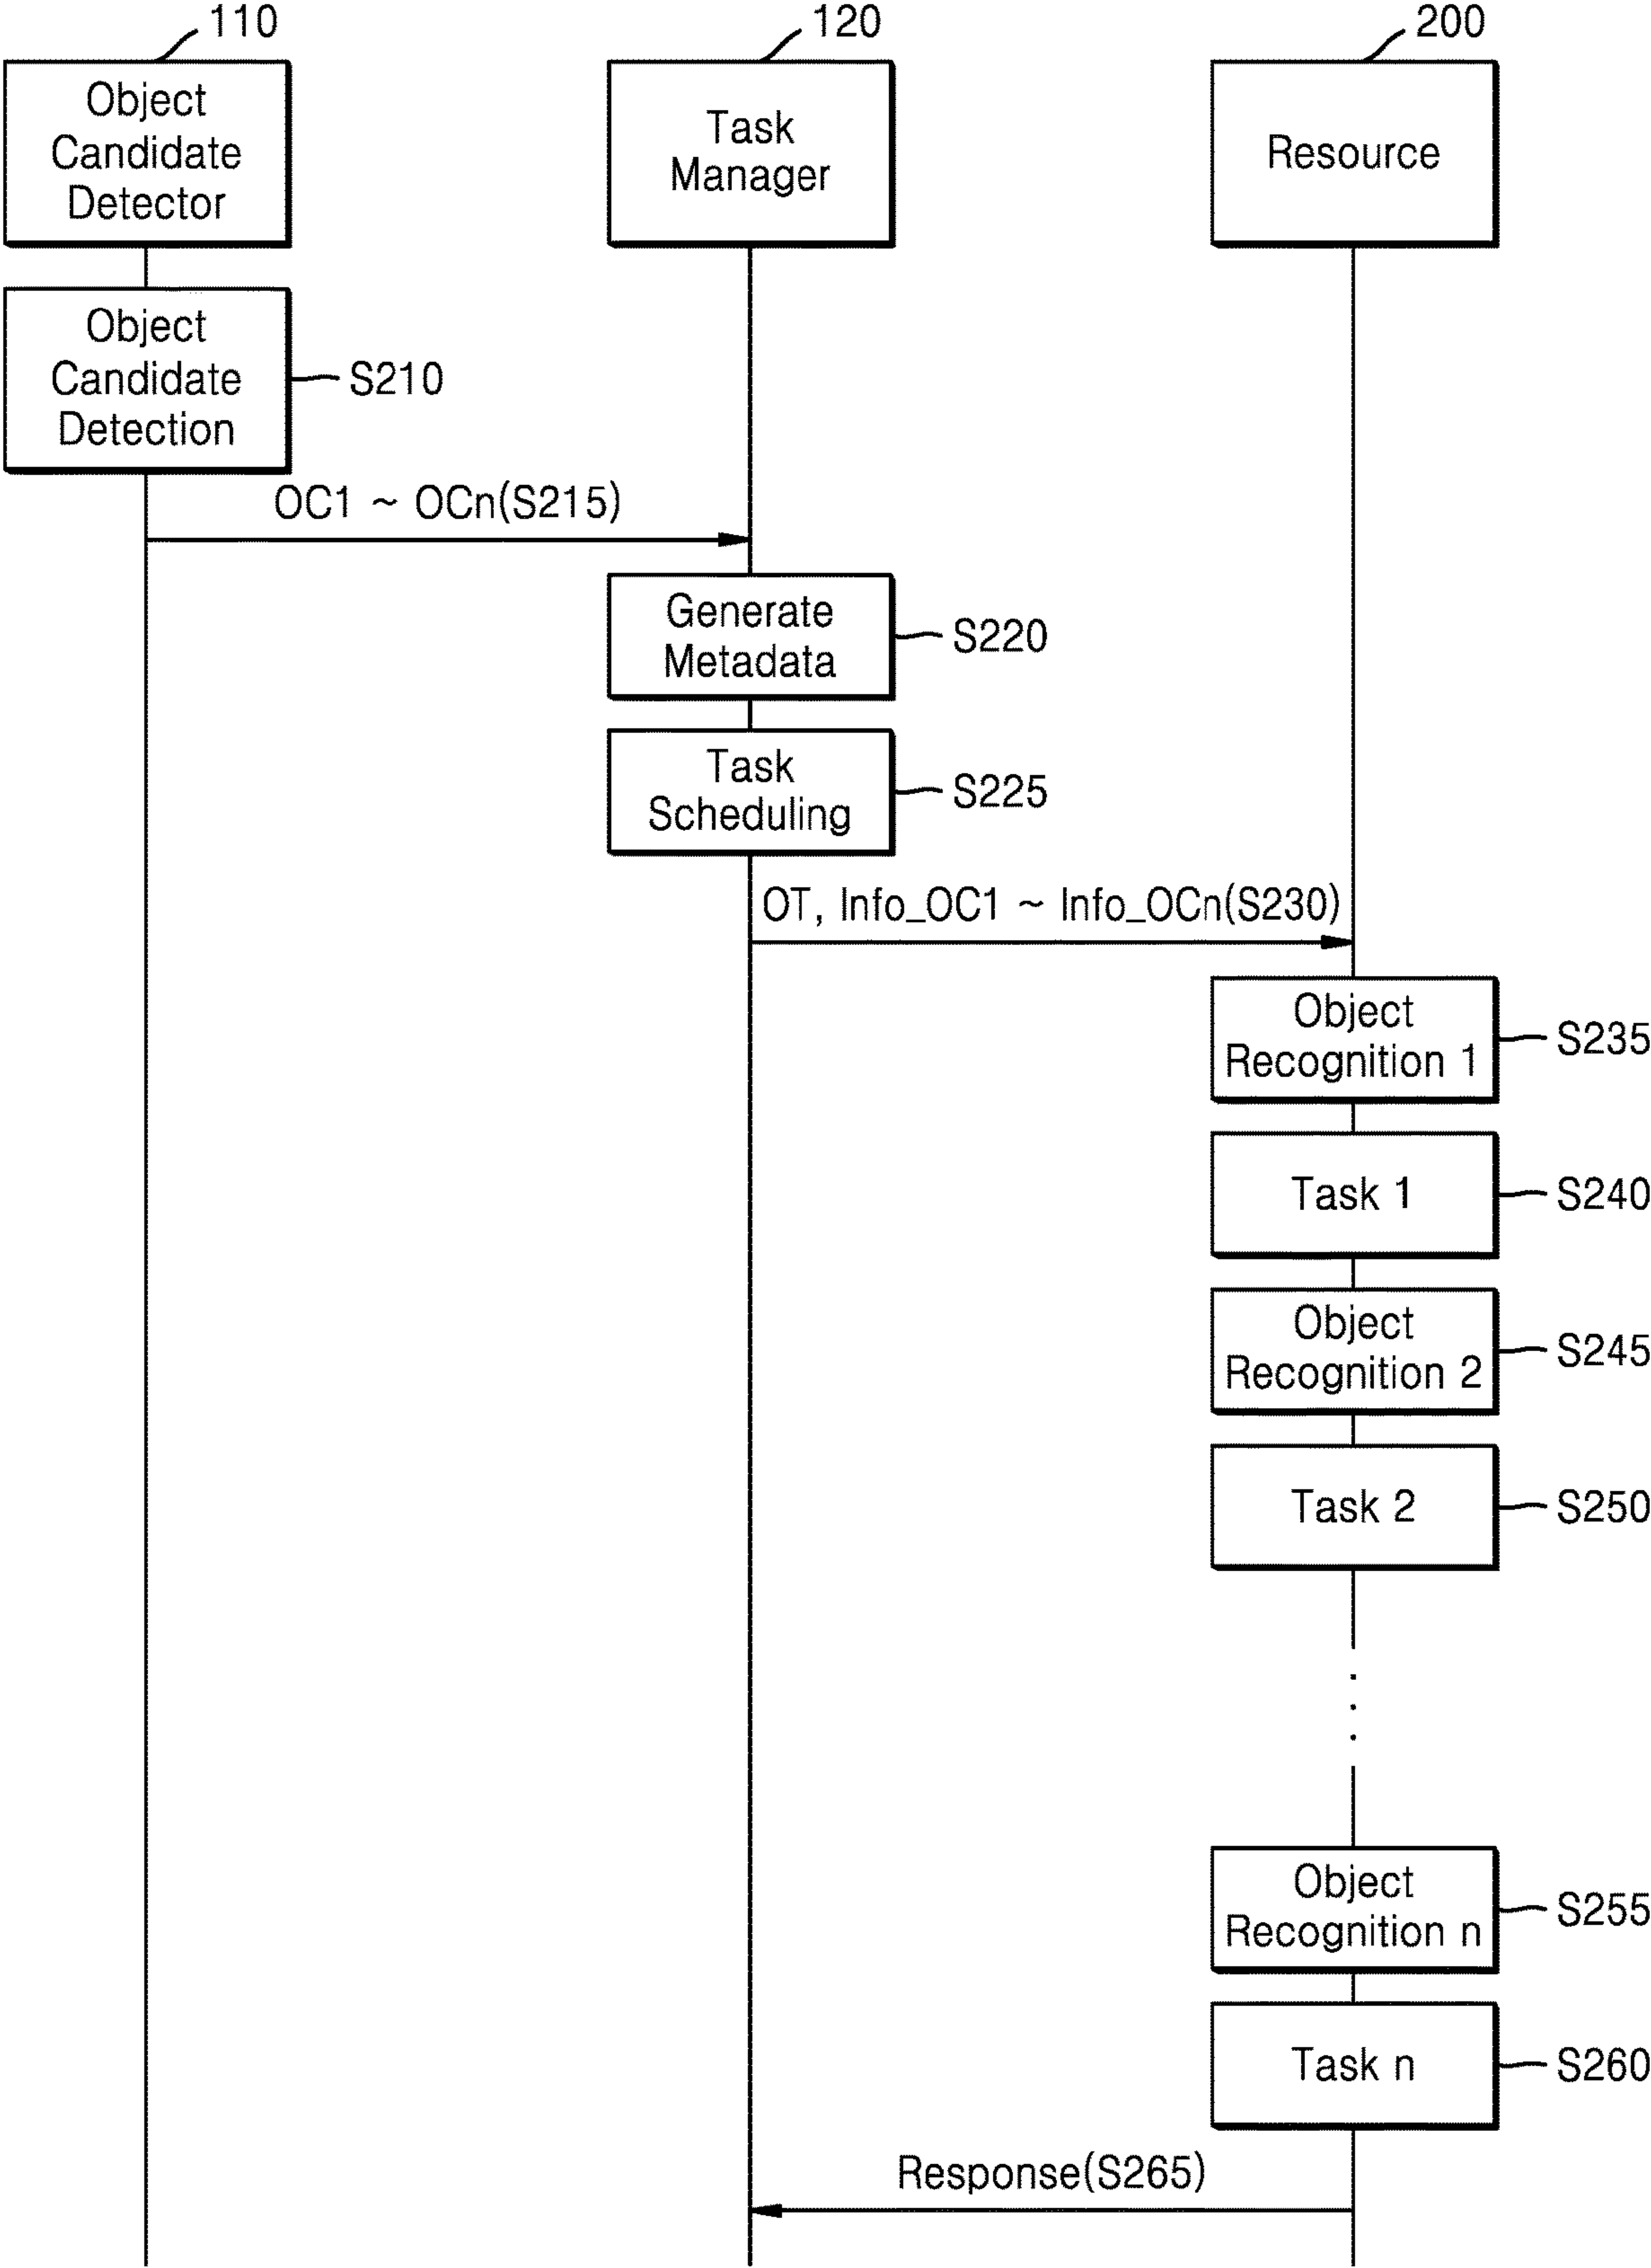 110
120
200
Object
Candidate
Detector
Task
Manager
Resource
Object
Candidate
Detection
S210
OC1 ~ OCn(S215)
Generate
Metadata
S220
Task
Scheduling
S225
OT, Info_OC1 ~ Info_OCn(S230)
Object
Recognition 1
S235
Task 1
S240
Object
Recognition 2
S245
Task 2
S250
Object
Recognition n
S255
Task n
S260
Response(S265)